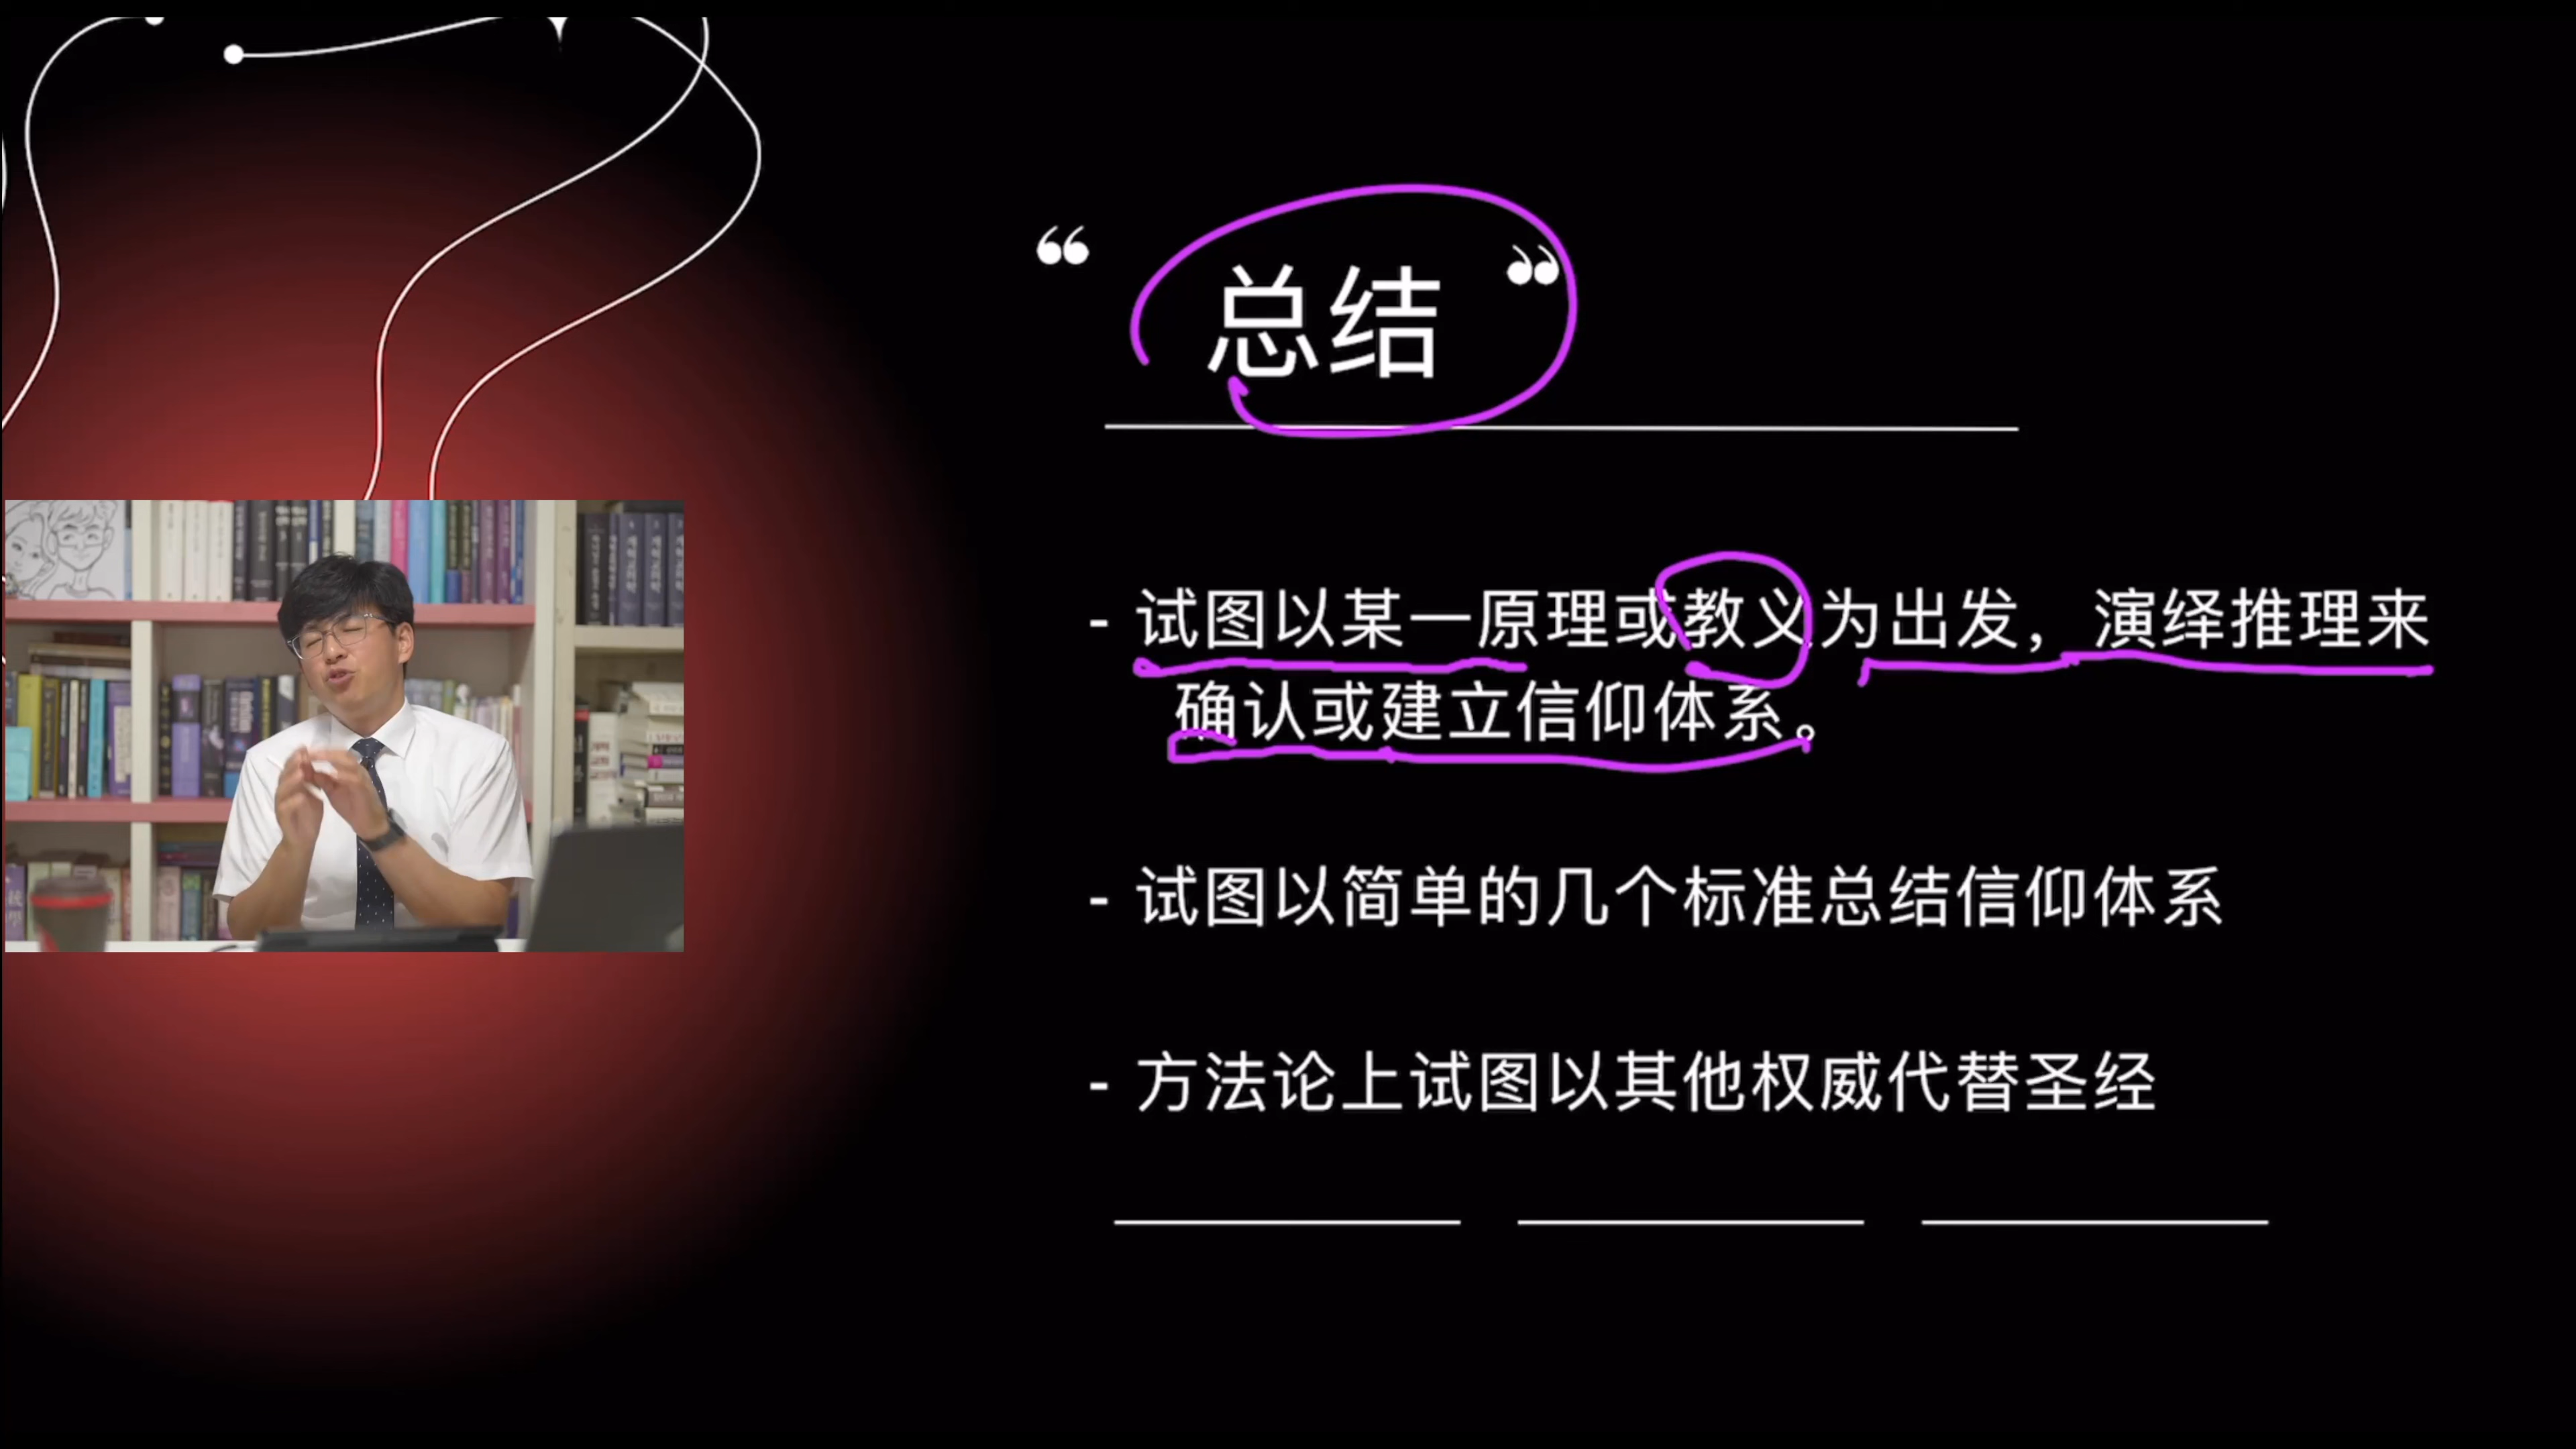 “ 总结 ”
- 试图以某一原理或教义为出发，演绎推理来
确认或建立信仰体系。
- 试图以简单的几个标准总结信仰体系
- 方法论上试图以其他权威代替圣经